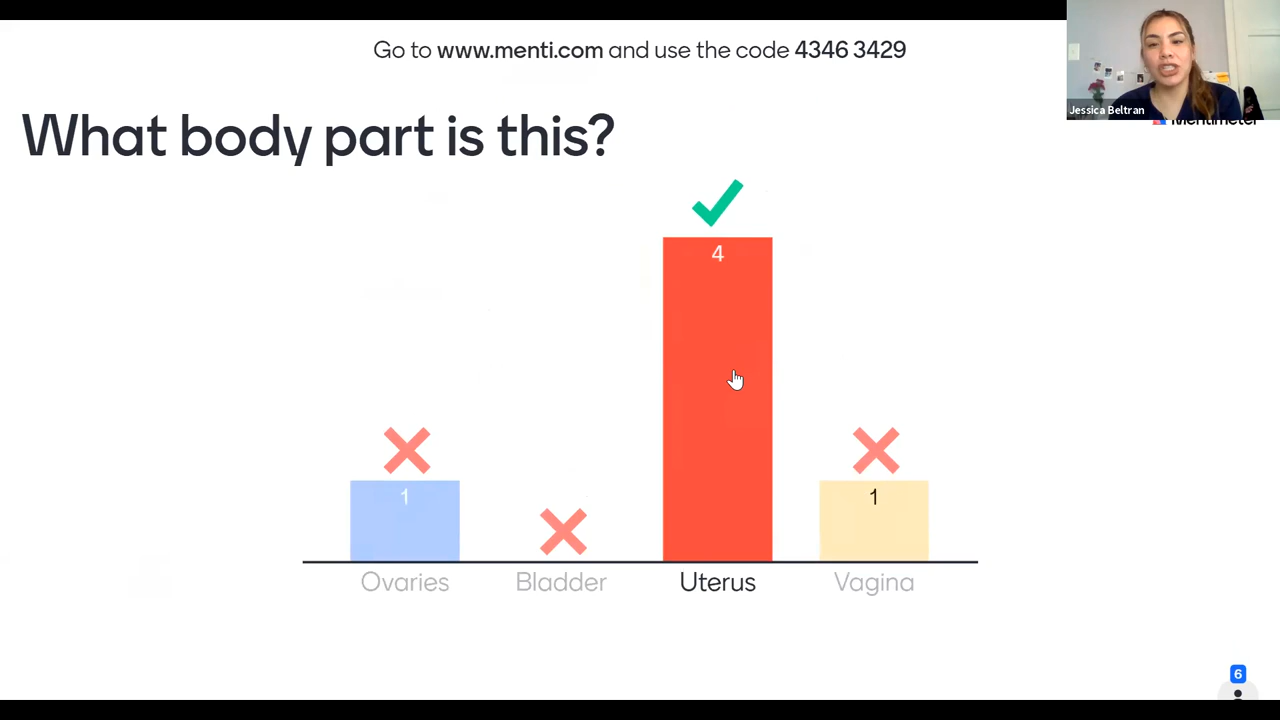 Go to www.menti.com and use the code 4346 3429
Jessica Beltran
Mentimeter
What body part is this?
4
1
1
Ovaries
Bladder
Uterus
Vagina
6